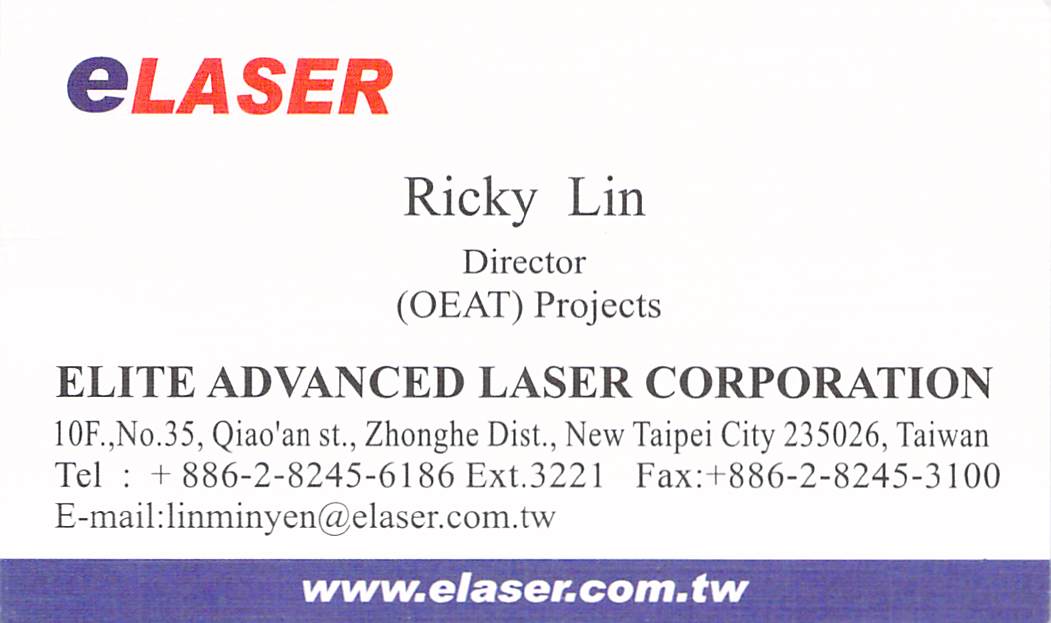 eLASER
Ricky Lin
Director
(OEAT) Projects
ELITE ADVANCED LASER CORPORATION
10F.,No.35, Qiao'an st., Zhonghe Dist., New Taipei City 235026, Taiwan
Tel : + 886-2-8245-6186 Ext.3221 Fax:+886-2-8245-3100
E-mail:linminyen@elaser.com.tw
www.elaser.com.tw